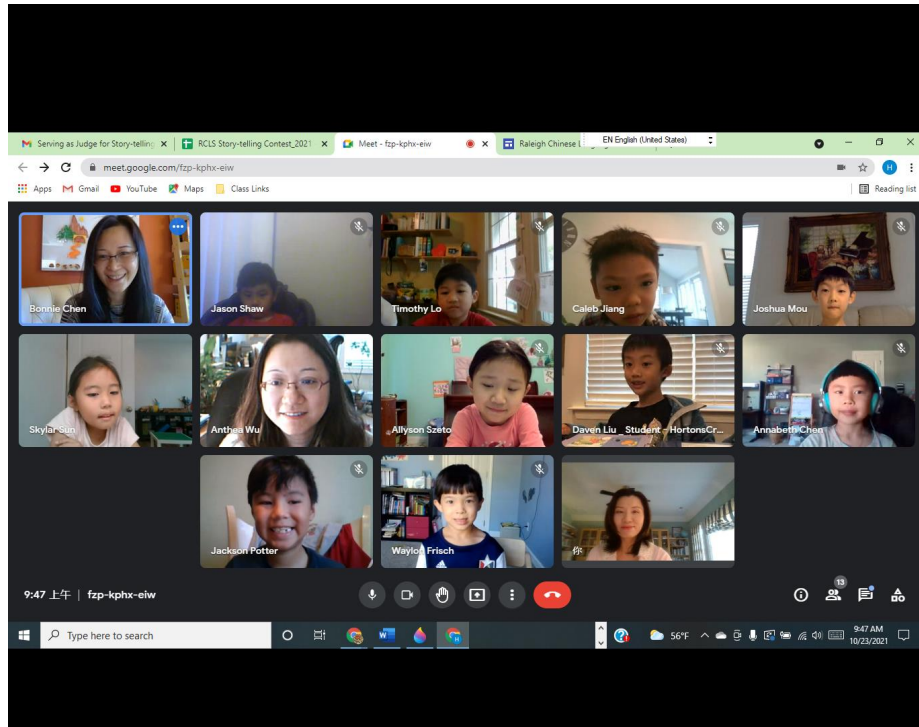 Serving as Judge for Story-telling
RCLS Story-telling Contest_2021
Meet - fzp-kphx-eiw
Raleigh Chinese L
EN English (United States)
meet.google.com/fzp-kphx-eiw
Apps
Gmail
YouTube
Maps
Class Links
Reading list
H
Bonnie Chen
Jason Shaw
Timothy Lo
Caleb Jiang
Joshua Mou
Skylar Sun
Anthea Wu
Allyson Szeto
Daven Liu _ Student - HortonsCr...
Annabeth Chen
Jackson Potter
Waylon Frisch
你
9:47 上午 | fzp-kphx-eiw
13
Type here to search
56°F
9:47 AM
10/23/2021